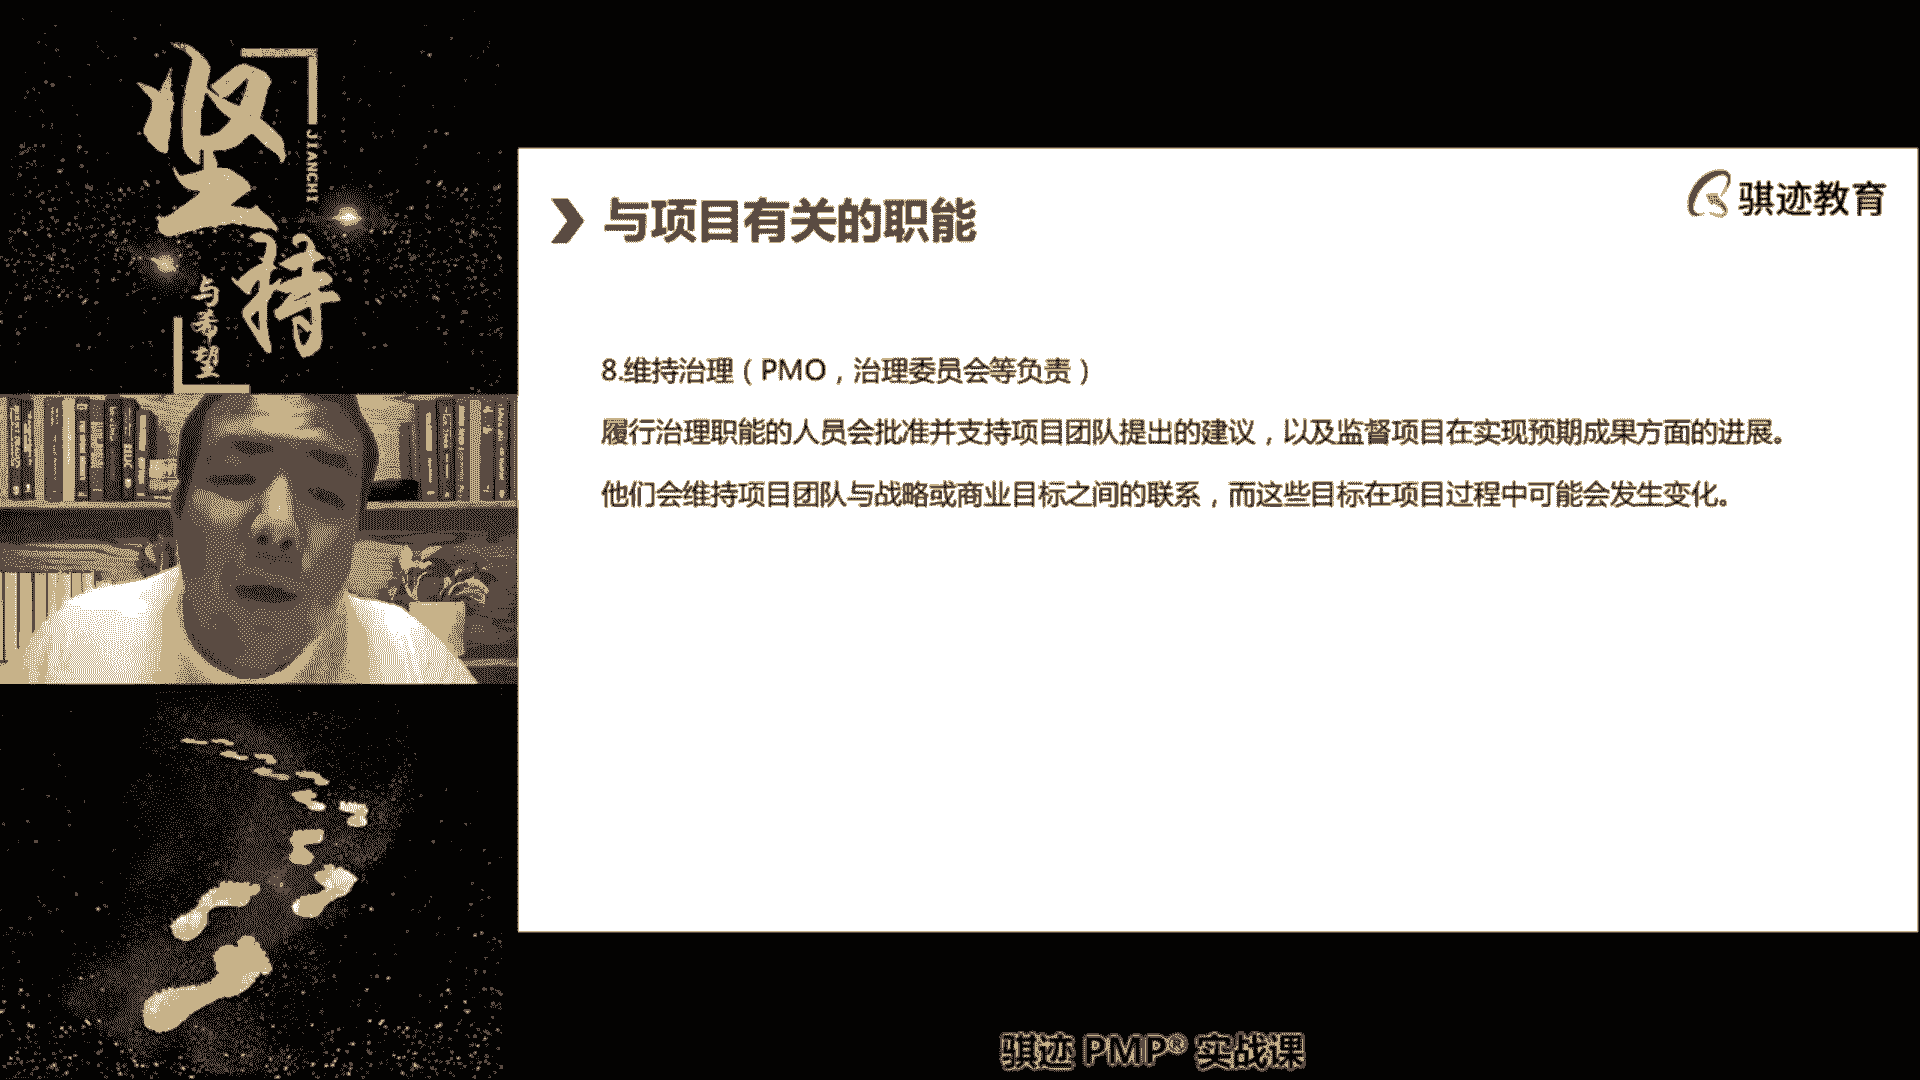 坚持
JIANCHI
与希望
骐迹教育
与项目有关的职能
8.维持治理（PMO，治理委员会等负责）
履行治理职能的人员会批准并支持项目团队提出的建议，以及监督项目在实现预期成果方面的进展。
他们会维持项目团队与战略或商业目标之间的联系，而这些目标在项目过程中可能会发生变化。
骐迹 PMP® 实战课